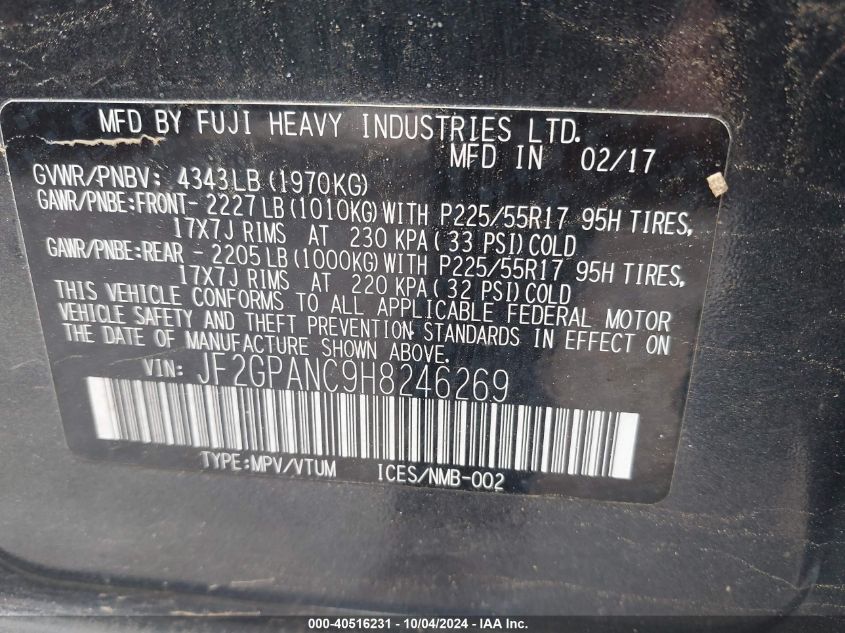 MFD BY FUJI HEAVY INDUSTRIES LTD.
MFD IN 02/17
GVWR/PNBV: 4343LB(1970KG)
GAWR/PNBE:FRONT- 2227LB(1010KG)WITH P225/55R17 95H TIRES,
17X7J RIMS AT 230 KPA( 33 PSI)COLD
GAWR/PNBE:REAR - 2205LB(1000KG)WITH P225/55R17 95H TIRES,
17X7J RIMS AT 220 KPA( 32 PSI)COLD
THIS VEHICLE CONFORMS TO ALL APPLICABLE FEDERAL MOTOR
VEHICLE SAFETY AND THEFT PREVENTION STANDARDS IN EFFECT ON
THE DATE OF MANUFACTURE SHOWN ABOVE.
VIN: JF2GPANC9H8246269
TYPE:MPV/VTUM ICES/NMB-002
000-40516231 - 10/04/2024 - IAA Inc.